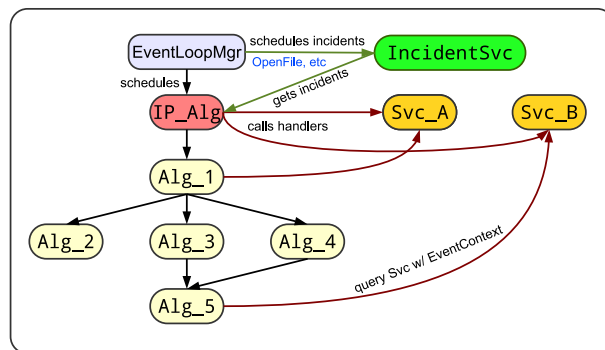 EventLoopMgr
schedules incidents
OpenFile, etc
IncidentSvc
schedules
gets incidents
IP_Alg
Svc_A
Svc_B
calls handlers
Alg_1
Alg_2
Alg_3
Alg_4
query Svc w/ EventContext
Alg_5